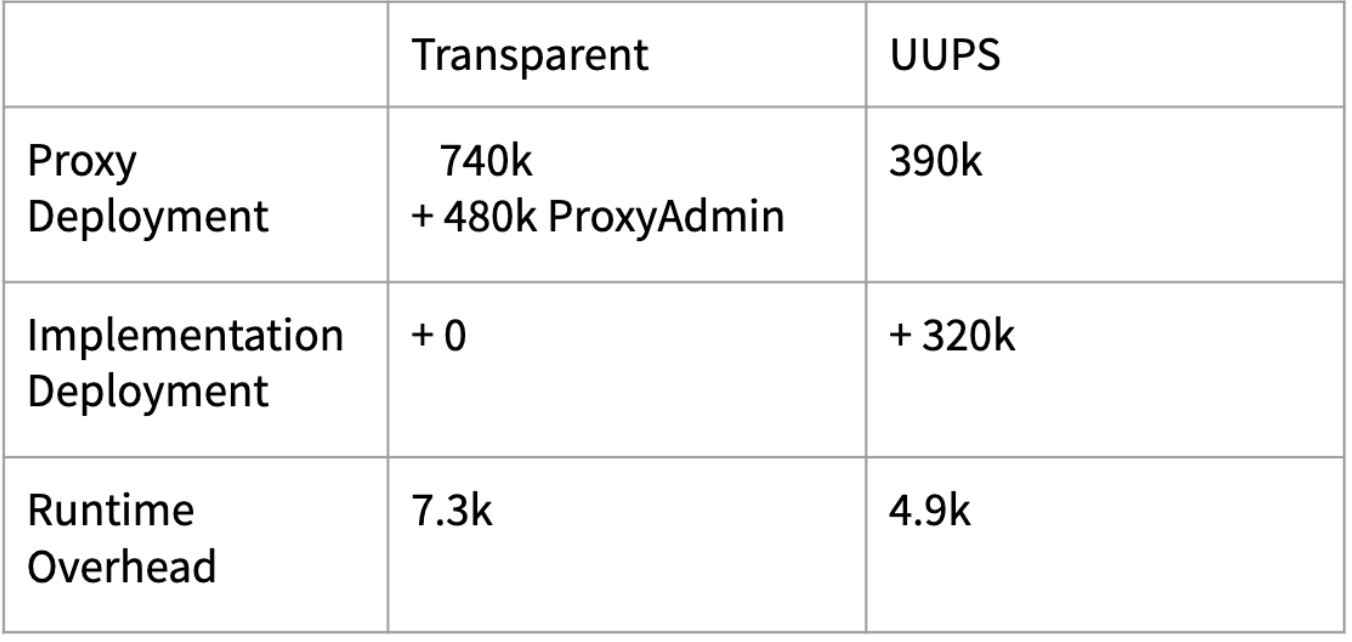 Transparent
UUPS
Proxy
Deployment
740k
+ 480k ProxyAdmin
390k
Implementation
Deployment
+ 0
+ 320k
Runtime
Overhead
7.3k
4.9k